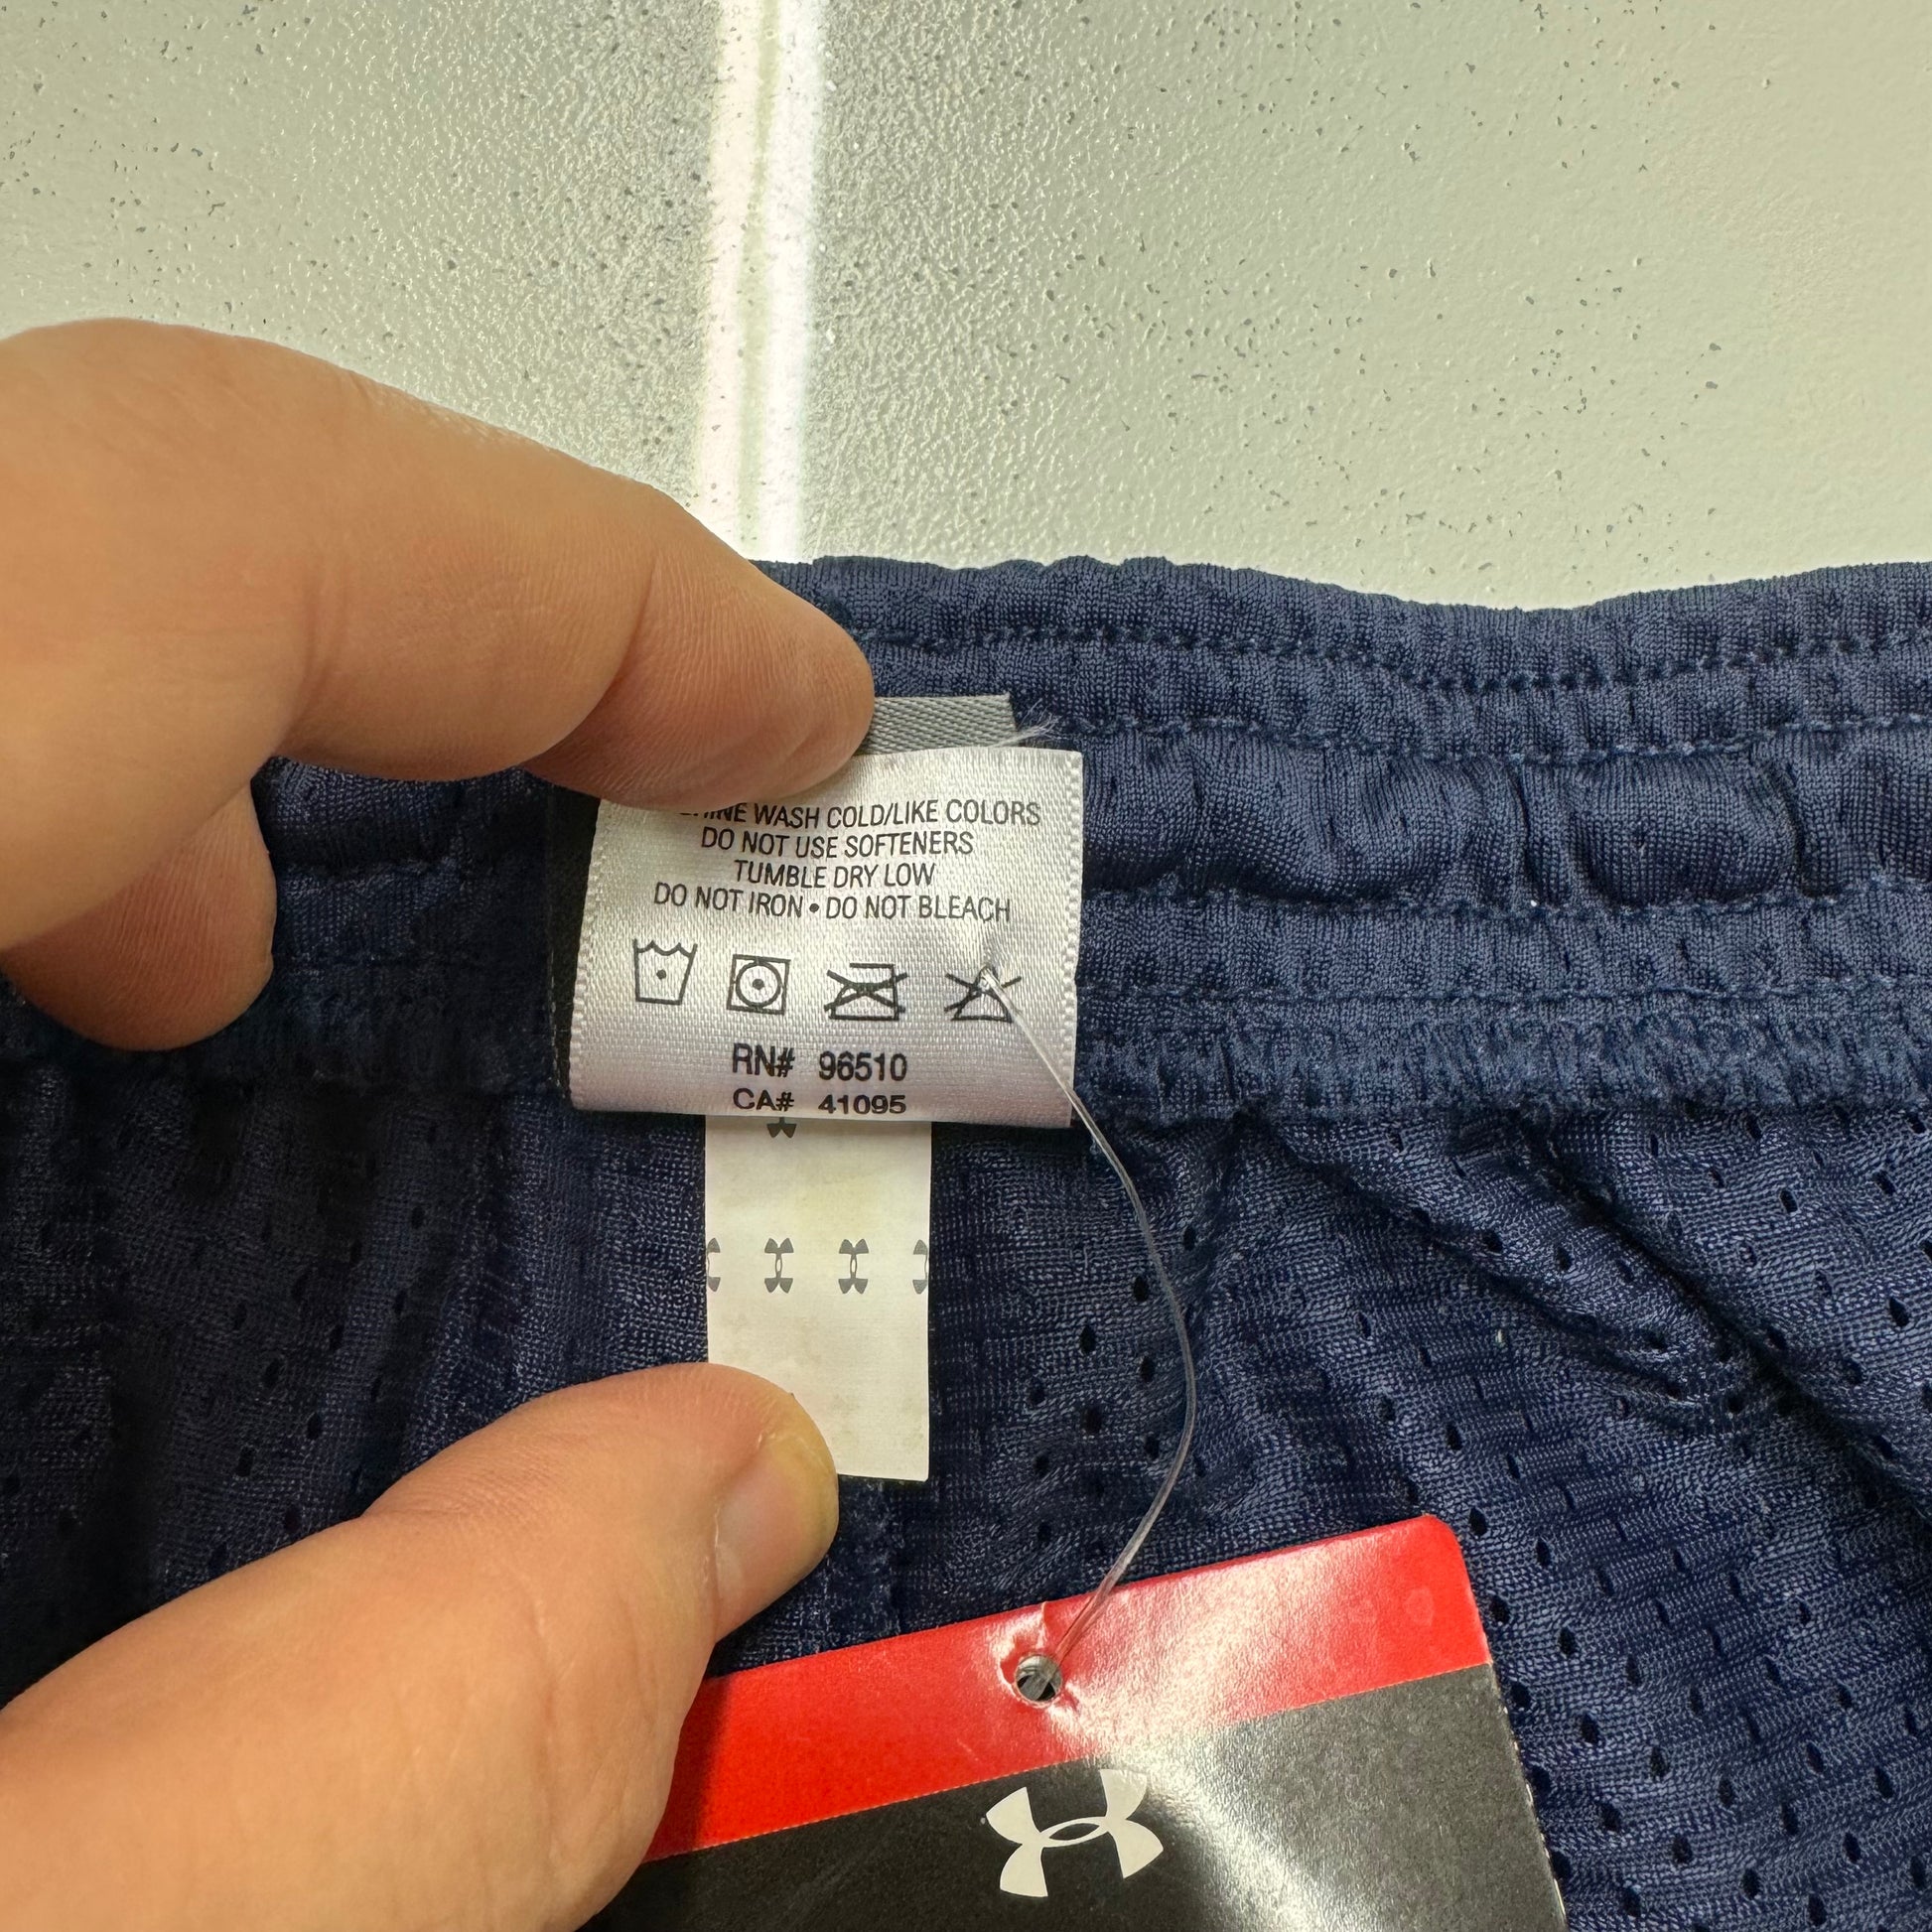 WASH COLD/LIKE COLORS
DO NOT USE SOFTENERS
TUMBLE DRY LOW
DO NOT IRON • DO NOT BLEACH
RN# 96510
CA# 41095